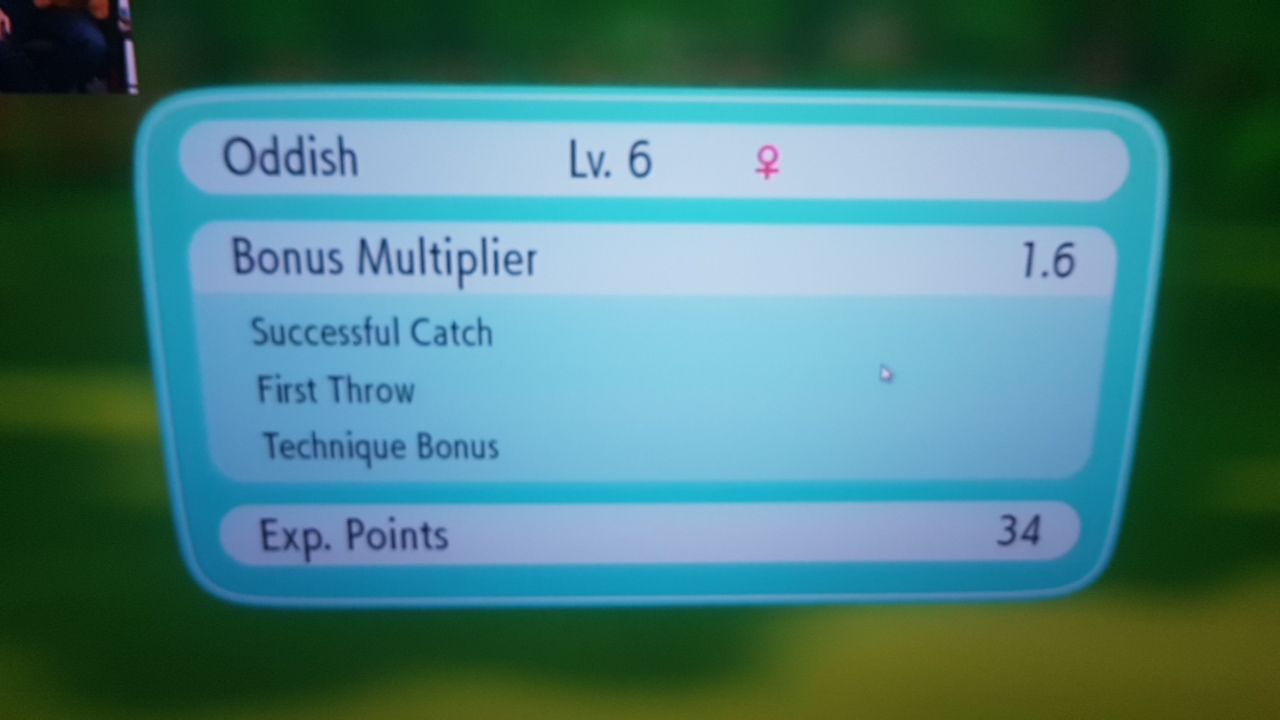 Oddish Lv. 6 ♀
Bonus Multiplier 1.6
Successful Catch
First Throw
Technique Bonus
Exp. Points 34